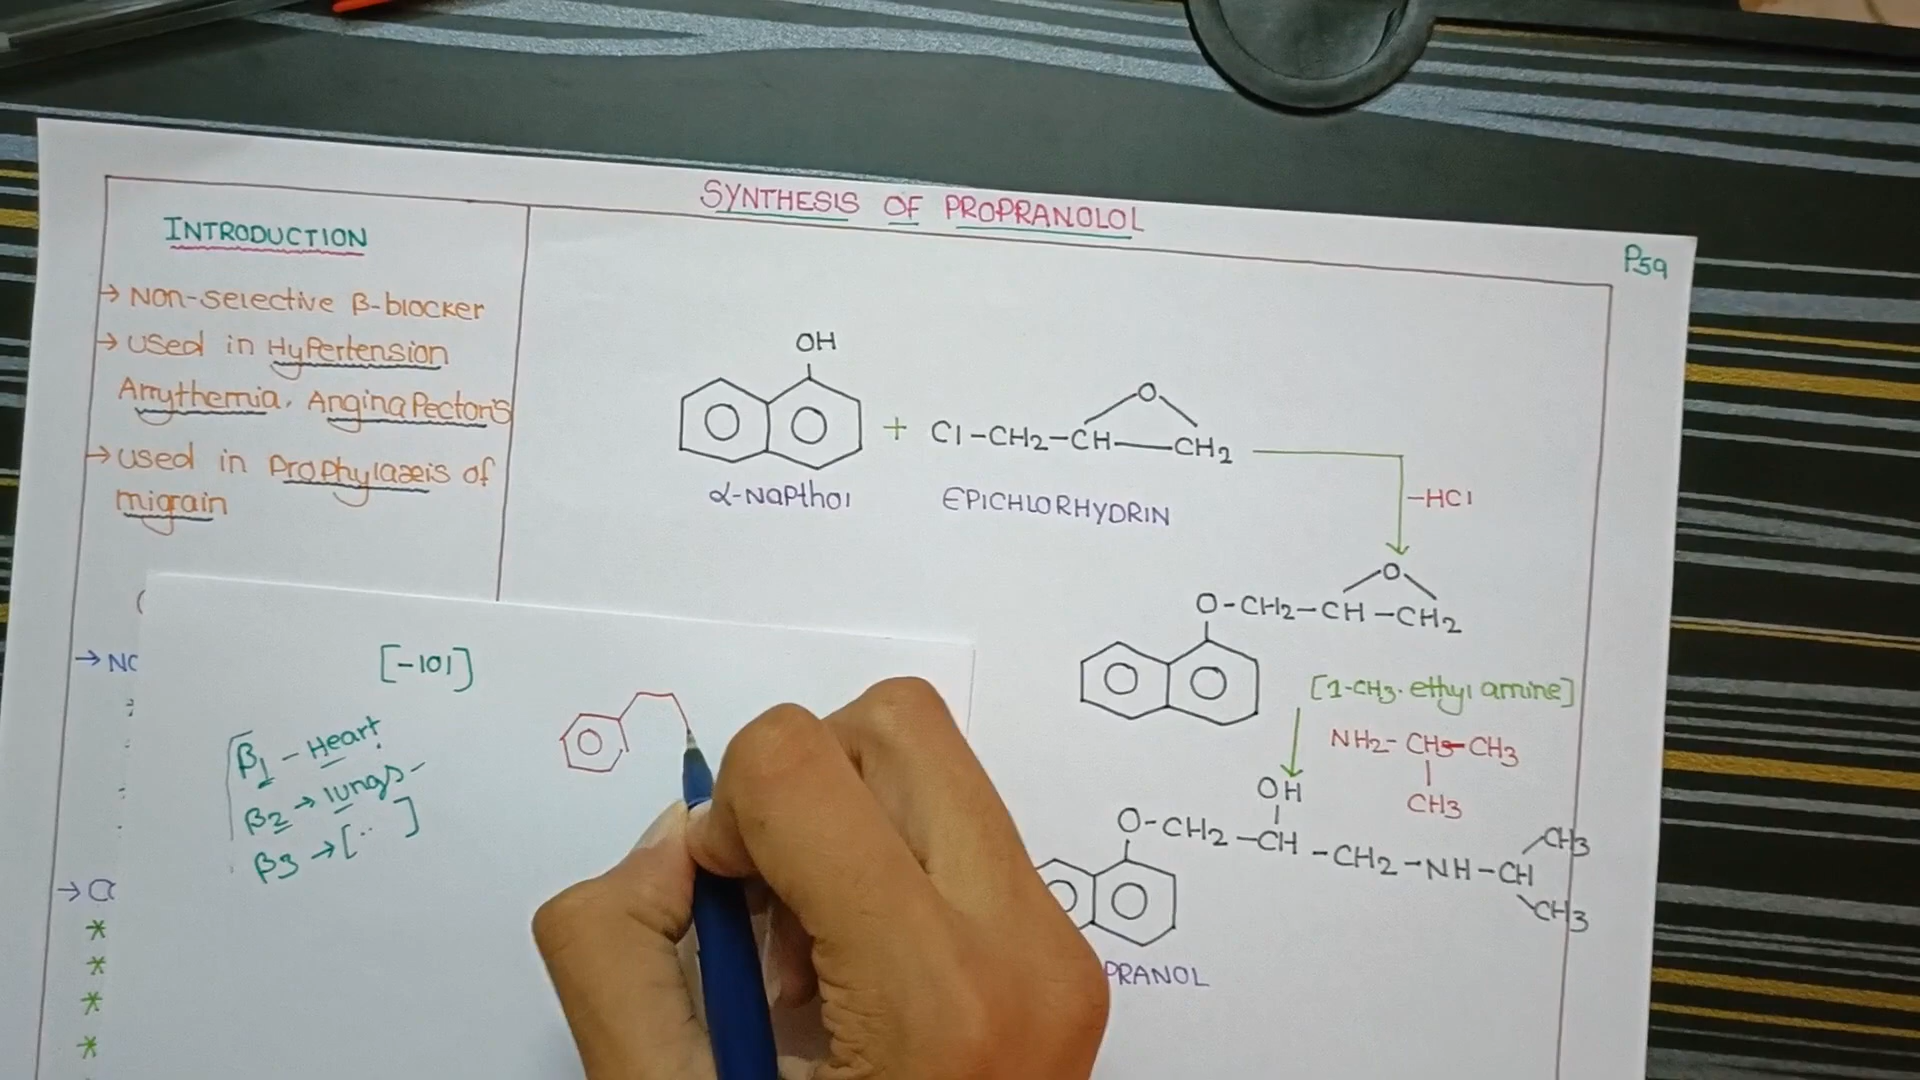 SYNTHESIS OF PROPRANOLOL
P59
INTRODUCTION
→ Non-selective β-blocker
→ used in HyPertension
Arrythemia, Angina Pectoris
→ used in Prophylaxeis of
migrain
OH
+ Cl-CH2-CH-CH2
O
α-Napthol
EPICHLORHYDRIN
-HCl
O
O-CH2-CH-CH2
[1-CH3. ethyl amine]
NH2-CH-CH3
CH3
OH
O-CH2-CH-CH2-NH-CH
CH3
CH3
PRANOL
→ NC
[-101]
β1 - Heart
β2 → lungs -
β3 → [.. ]
→ C
*
*
*
*